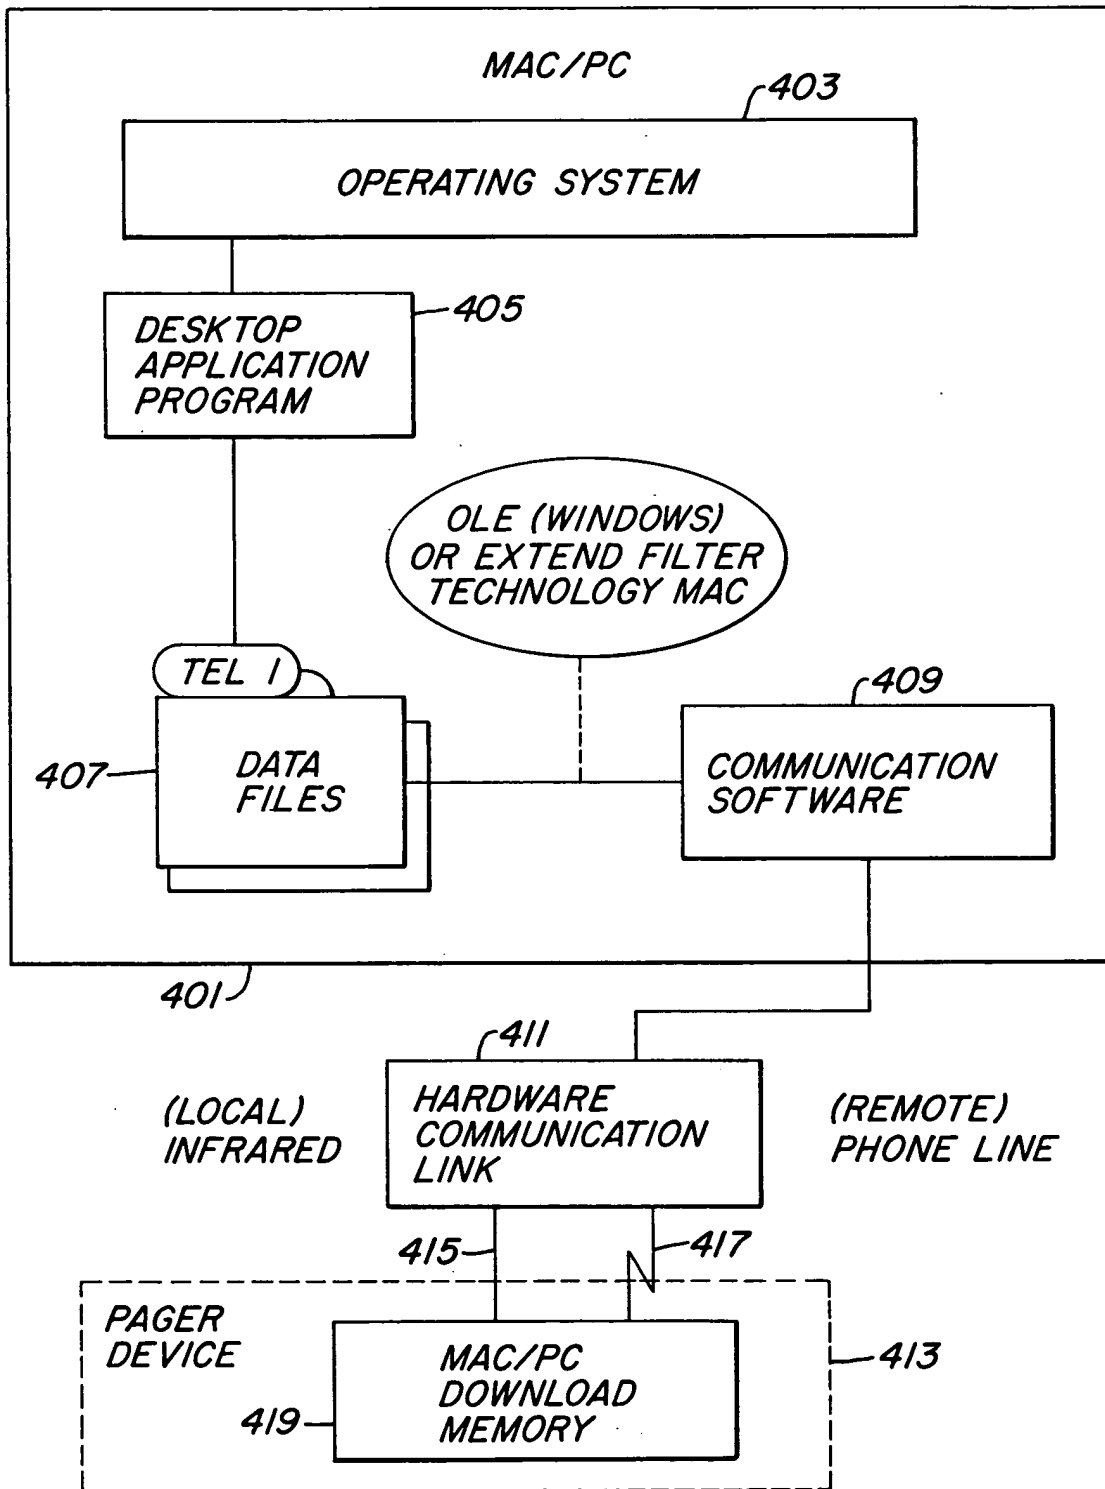 MAC/PC
403
OPERATING SYSTEM
405
DESKTOP
APPLICATION
PROGRAM
OLE (WINDOWS)
OR EXTEND FILTER
TECHNOLOGY MAC
TEL 1
409
407
DATA
FILES
COMMUNICATION
SOFTWARE
401
411
(LOCAL)
INFRARED
HARDWARE
COMMUNICATION
LINK
(REMOTE)
PHONE LINE
415
417
PAGER
DEVICE
413
MAC/PC
DOWNLOAD
MEMORY
419